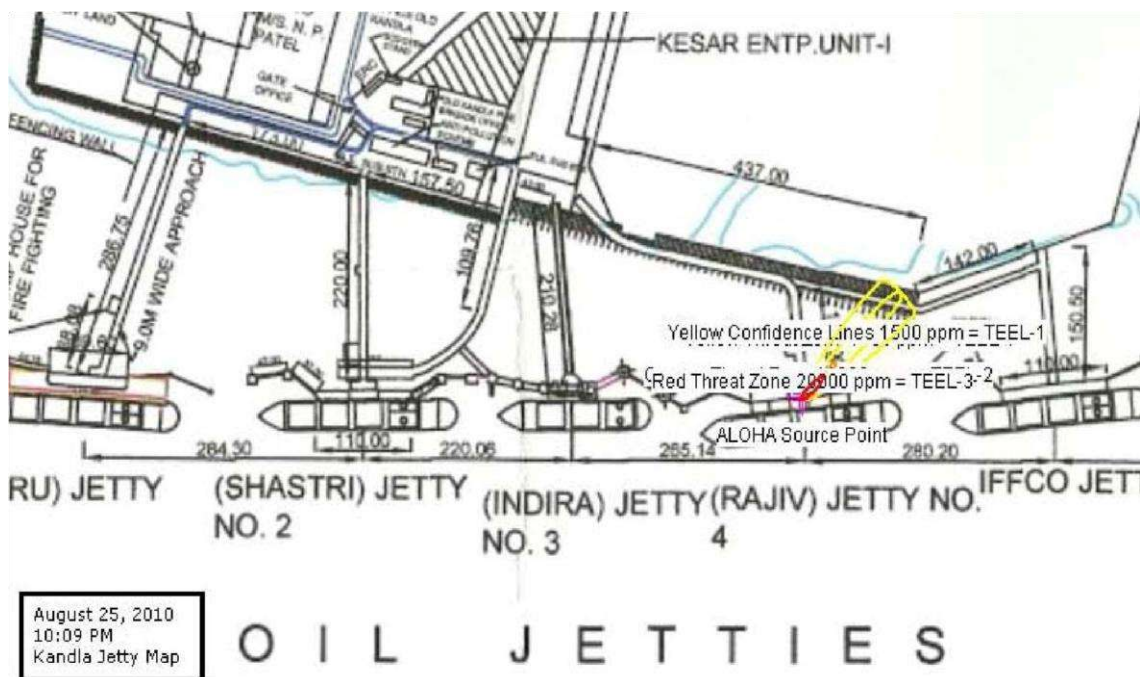 LAND
M/S. N. P.
PATEL
KANDLA
KESAR ENTP.UNIT-I
GATE
OFFICE
FENCING WALL
HOUSE FOR
FIRE FIGHTING
286.75
9.0M WIDE APPROACH
157.50
220.00
109.76
210.28
437.00
142.00
150.50
110.00
Yellow Confidence Lines 1500 ppm = TEEL-1
Red Threat Zone 20000 ppm = TEEL-3
ALOHA Source Point
284.30
110.00
220.06
265.14
280.20
RU) JETTY
(SHASTRI) JETTY
NO. 2
(INDIRA) JETTY
NO. 3
(RAJIV) JETTY NO.
4
IFFCO JETT
August 25, 2010
10:09 PM
Kandla Jetty Map
OIL JETTIES